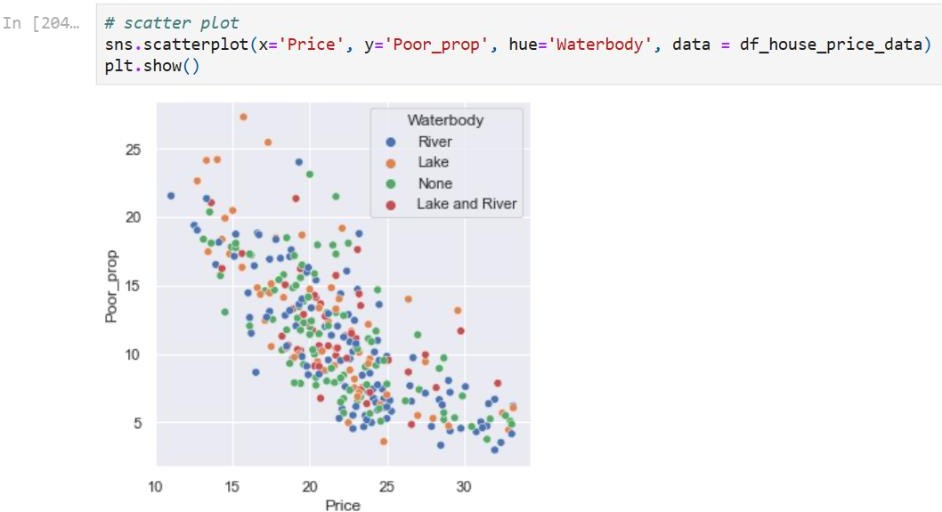 In [204…
# scatter plot
sns.scatterplot(x='Price', y='Poor_prop', hue='Waterbody', data = df_house_price_data)
plt.show()
Waterbody
River
Lake
None
Lake and River
25
20
15
10
5
Poor_prop
10 15 20 25 30
Price